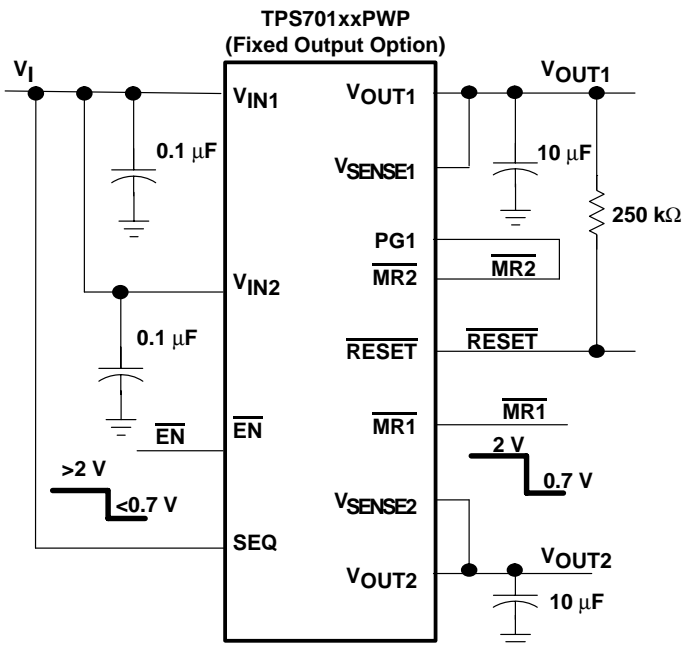 TPS701xxPWP
(Fixed Output Option)
VI
VIN1
VOUT1
VOUT1
0.1 μF
10 μF
VSENSE1
250 kΩ
PG1
MR2
MR2
VIN2
0.1 μF
RESET
RESET
EN
EN
MR1
MR1
>2 V
<0.7 V
2 V
0.7 V
VSENSE2
SEQ
VOUT2
VOUT2
10 μF